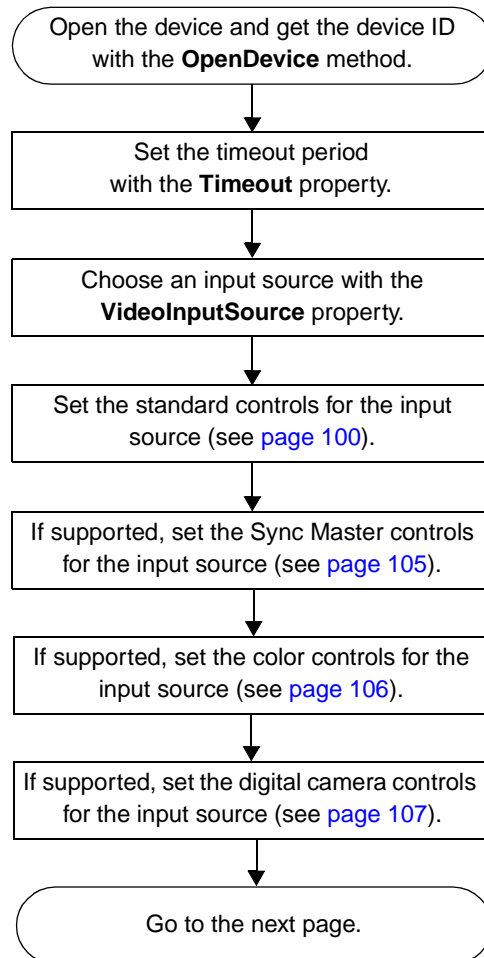 Open the device and get the device ID
with the OpenDevice method.
Set the timeout period
with the Timeout property.
Choose an input source with the
VideoInputSource property.
Set the standard controls for the input
source (see page 100).
If supported, set the Sync Master controls
for the input source (see page 105).
If supported, set the color controls for the
input source (see page 106).
If supported, set the digital camera controls
for the input source (see page 107).
Go to the next page.